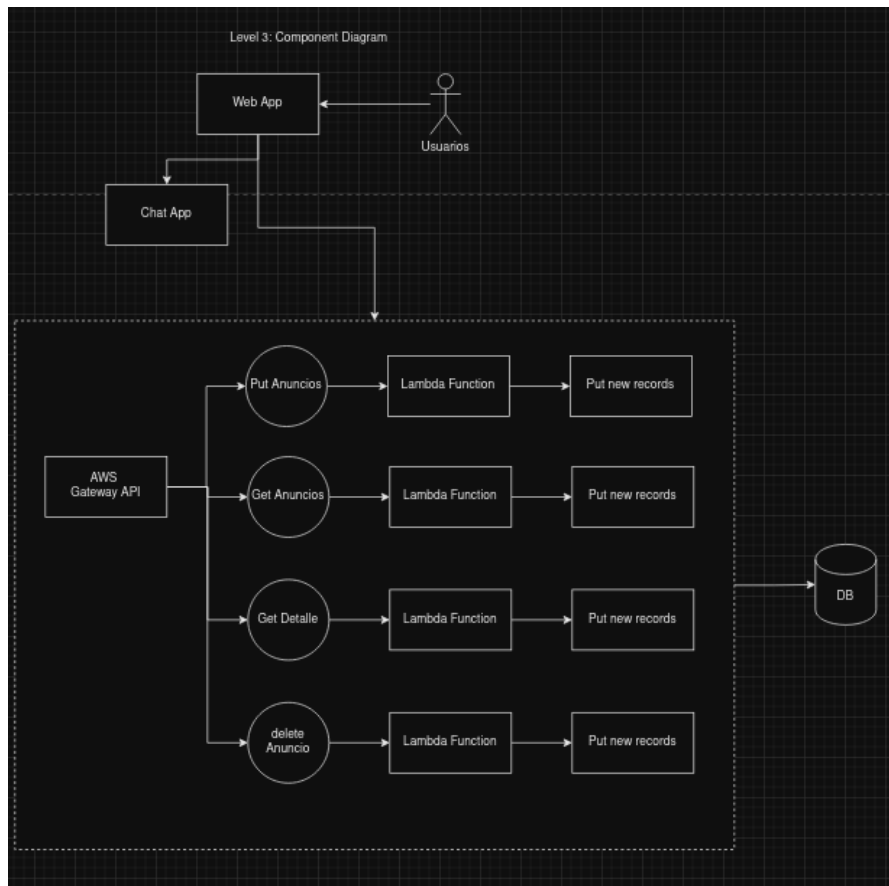 Level 3: Component Diagram
Web App
Usuarios
Chat App
Put Anuncios
Lambda Function
Put new records
AWS
Gateway API
Get Anuncios
Lambda Function
Put new records
Get Detalle
Lambda Function
Put new records
DB
delete
Anuncio
Lambda Function
Put new records